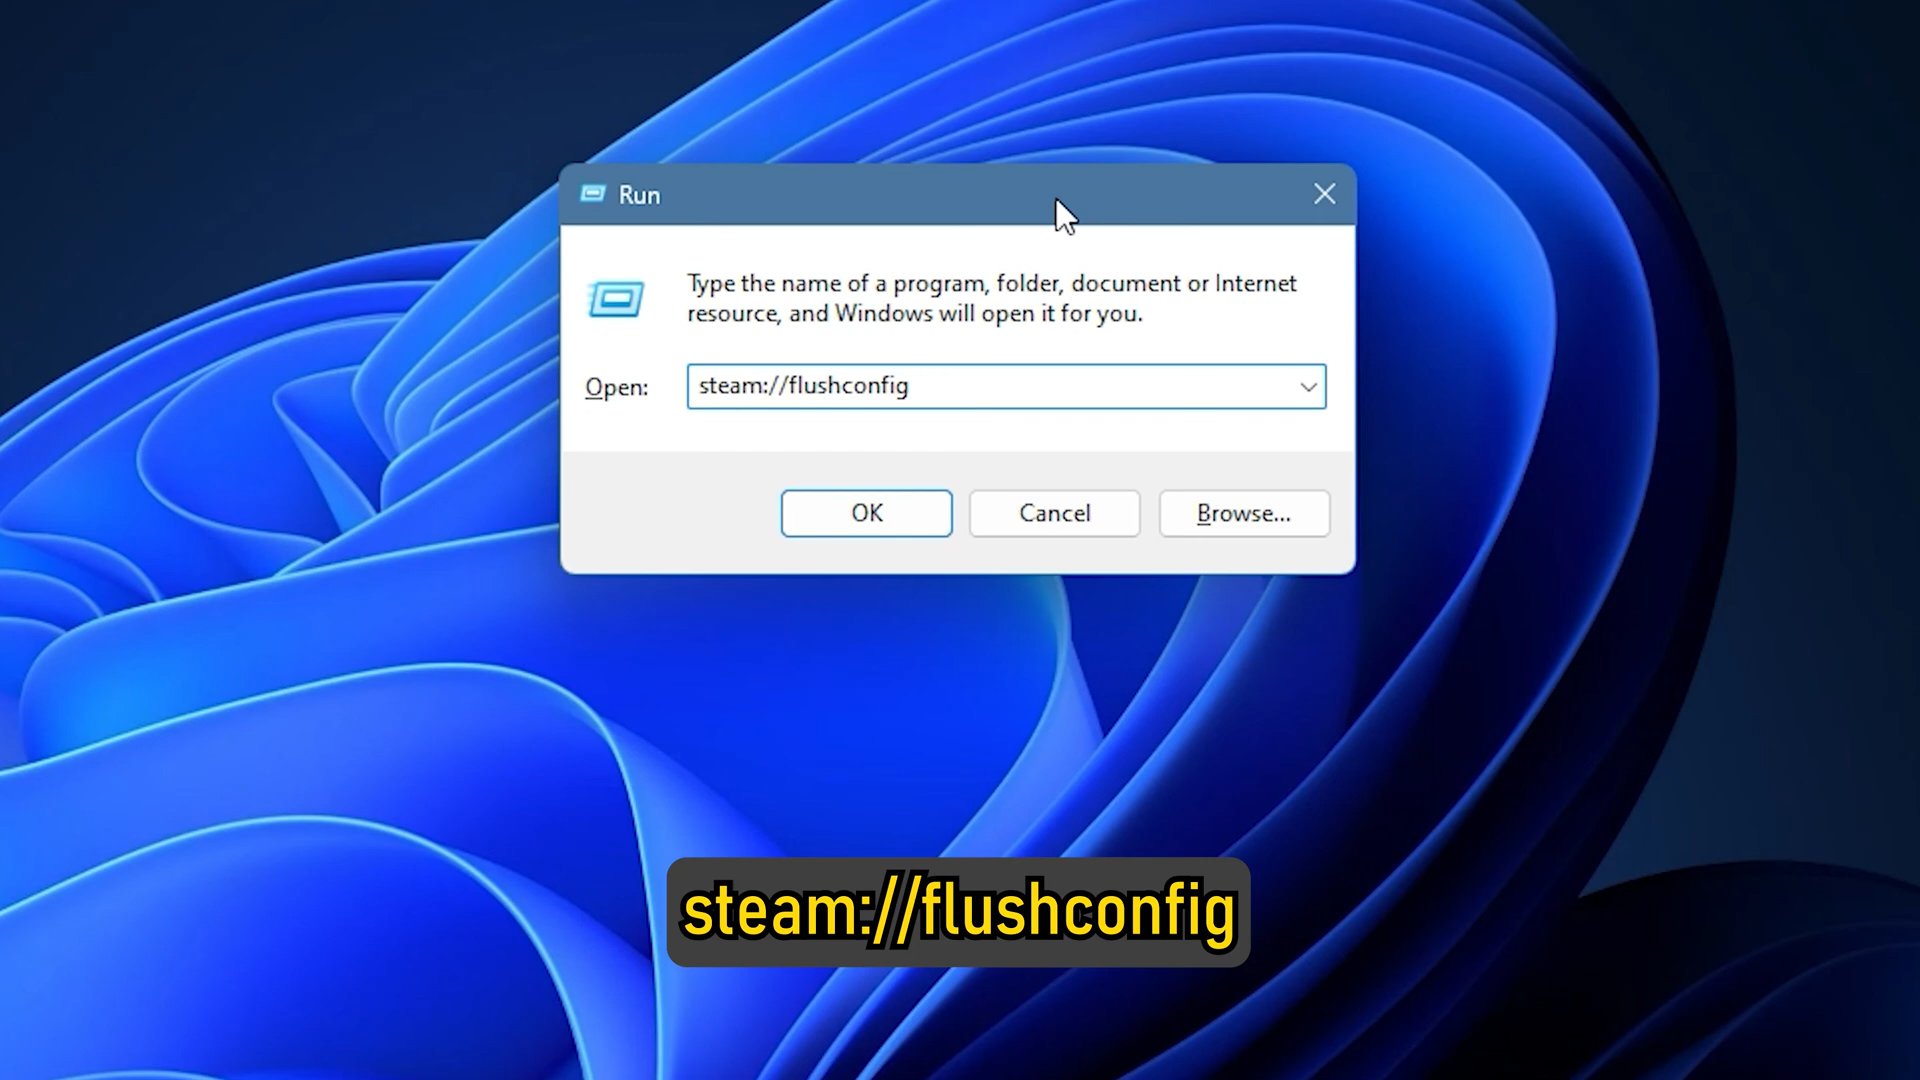 Run
Type the name of a program, folder, document or Internet
resource, and Windows will open it for you.
Open:
steam://flushconfig
OK
Cancel
Browse...
steam://flushconfig